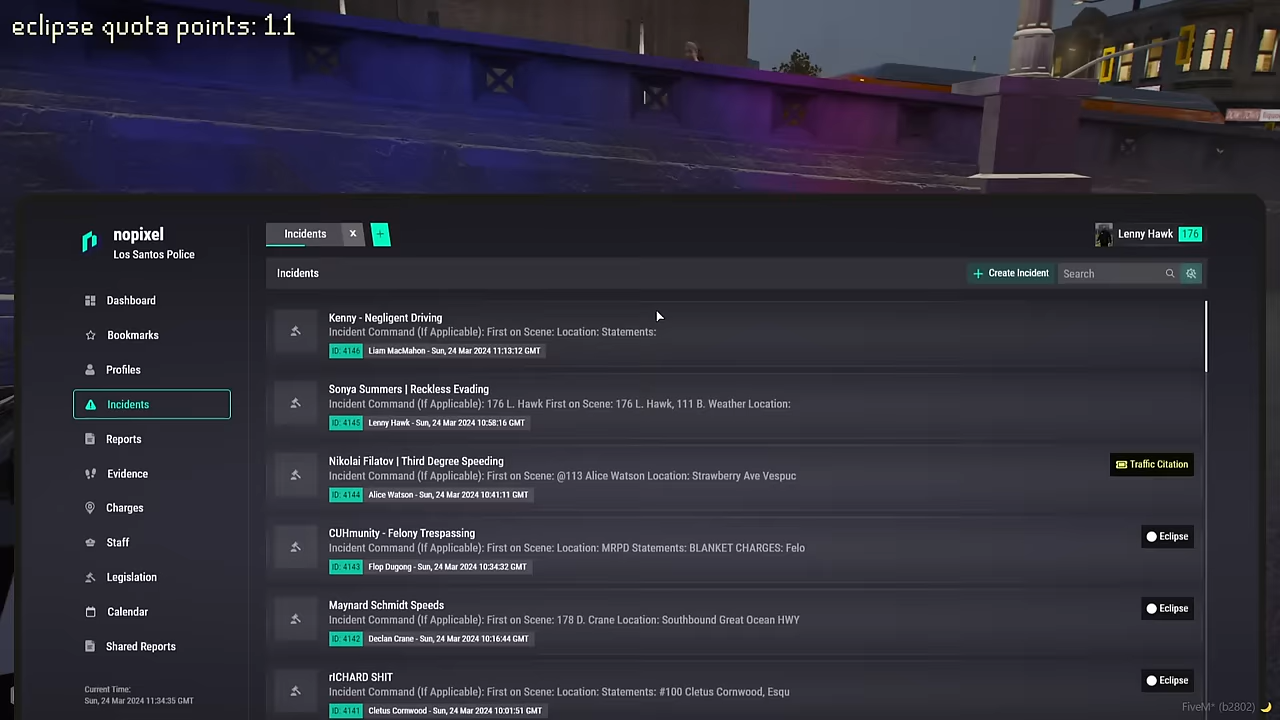 eclipse quota points: 1.1
nopixel
Los Santos Police
Incidents
Lenny Hawk 176
Incidents
Create Incident
Search
Dashboard
Bookmarks
Profiles
Incidents
Reports
Evidence
Charges
Staff
Legislation
Calendar
Shared Reports
Current Time:
Sun, 24 Mar 2024 11:34:35 GMT
Kenny - Negligent Driving
Incident Command (If Applicable): First on Scene: Location: Statements:
ID: 4146 Liam MacMahon - Sun, 24 Mar 2024 11:13:12 GMT
Sonya Summers | Reckless Evading
Incident Command (If Applicable): 176 L. Hawk First on Scene: 176 L. Hawk, 111 B. Weather Location:
ID: 4145 Lenny Hawk - Sun, 24 Mar 2024 10:58:16 GMT
Nikolai Filatov | Third Degree Speeding
Incident Command (If Applicable): First on Scene: @113 Alice Watson Location: Strawberry Ave Vespuc
ID: 4144 Alice Watson - Sun, 24 Mar 2024 10:41:11 GMT
Traffic Citation
CUHmunity - Felony Trespassing
Incident Command (If Applicable): First on Scene: Location: MRPD Statements: BLANKET CHARGES: Felo
ID: 4143 Flop Dugong - Sun, 24 Mar 2024 10:34:32 GMT
Eclipse
Maynard Schmidt Speeds
Incident Command (If Applicable): First on Scene: 178 D. Crane Location: Southbound Great Ocean HWY
ID: 4142 Declan Crane - Sun, 24 Mar 2024 10:16:44 GMT
Eclipse
rICHARD SHIT
Incident Command (If Applicable): First on Scene: Location: Statements: #100 Cletus Cornwood, Esqu
ID: 4141 Cletus Cornwood - Sun, 24 Mar 2024 10:01:51 GMT
Eclipse
FiveM* (b2802)